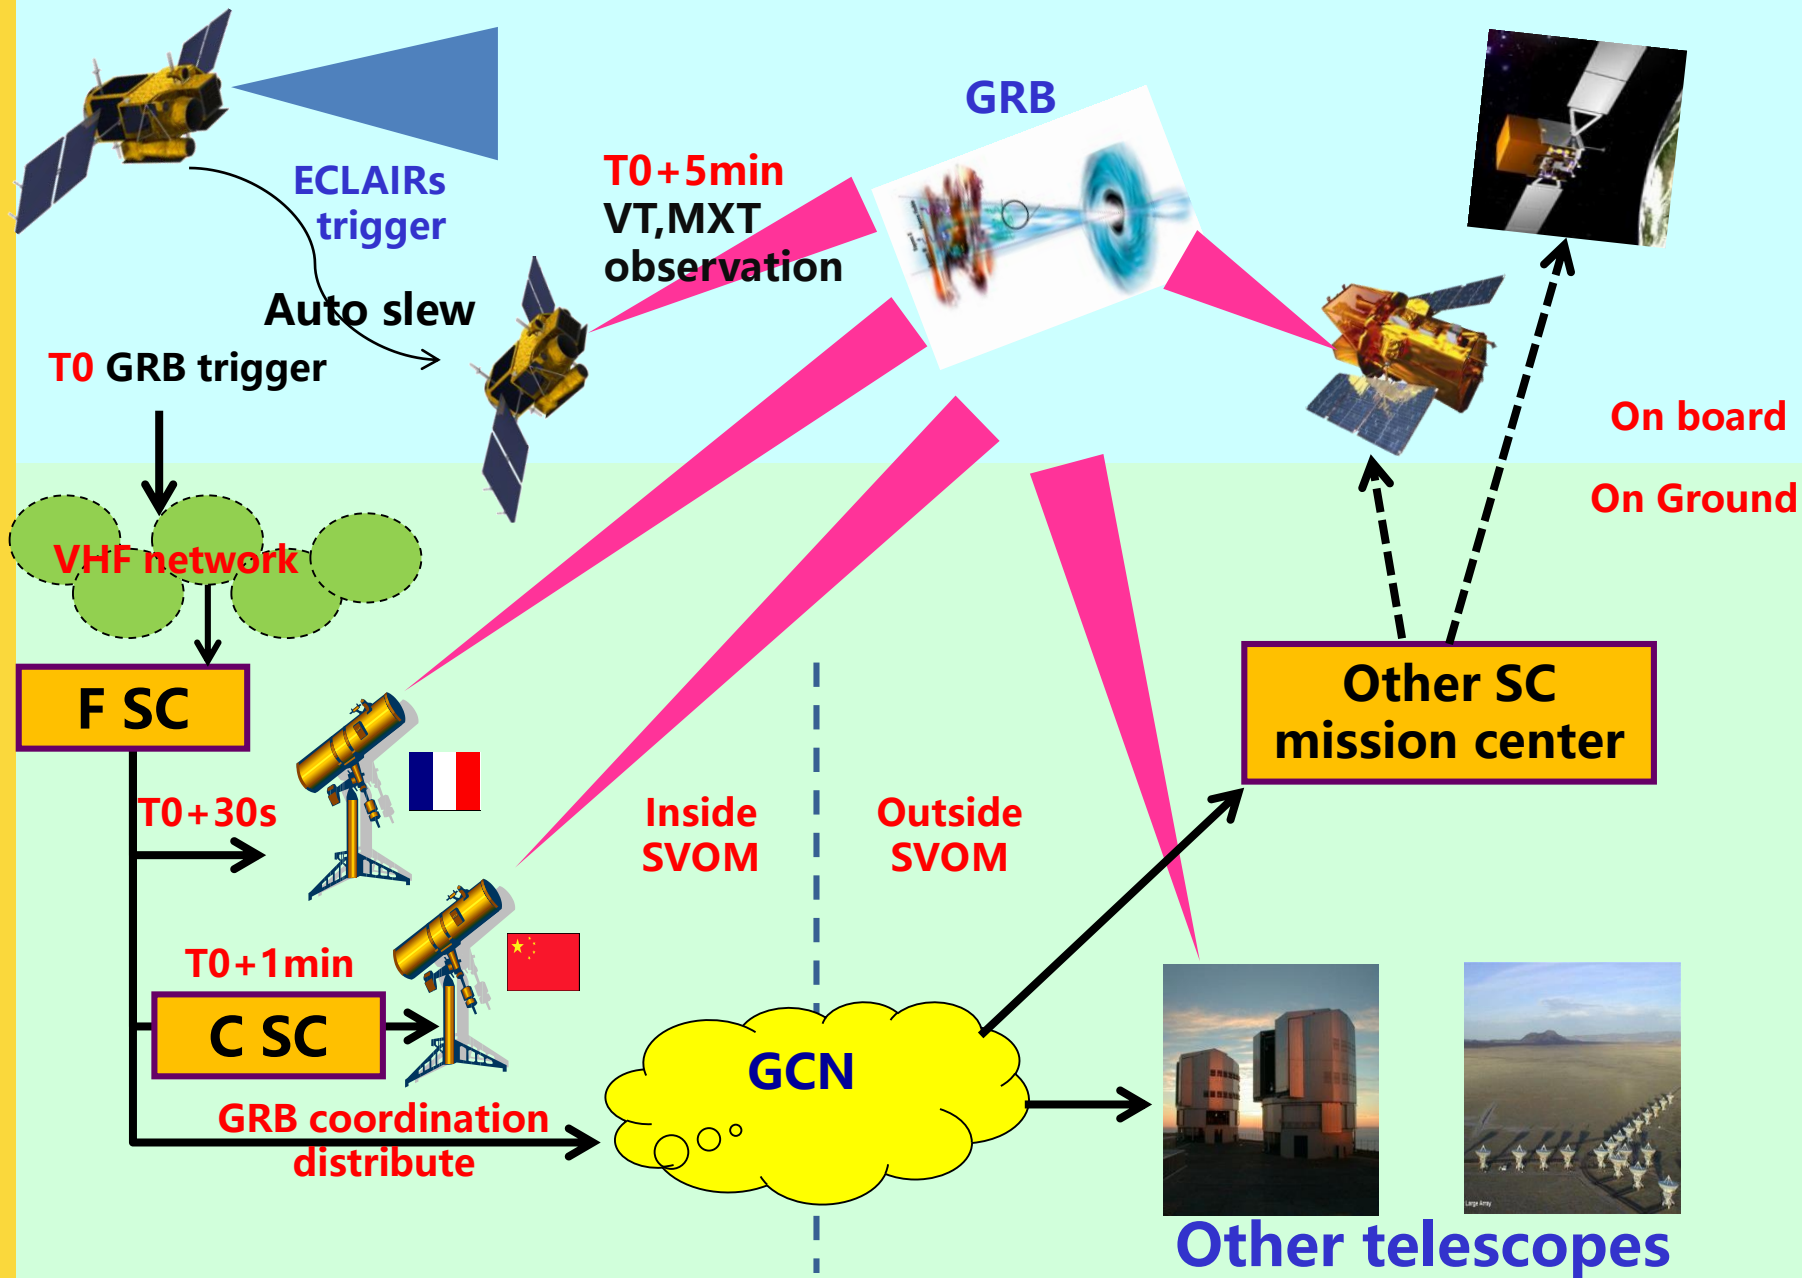 GRB
ECLAIRs
trigger
T0+5min
VT,MXT
observation
Auto slew
T0 GRB trigger
On board
On Ground
VHF network
F SC
Other SC
mission center
T0+30s
Inside
SVOM
Outside
SVOM
T0+1min
C SC
GCN
GRB coordination
distribute
Large Array
Other telescopes